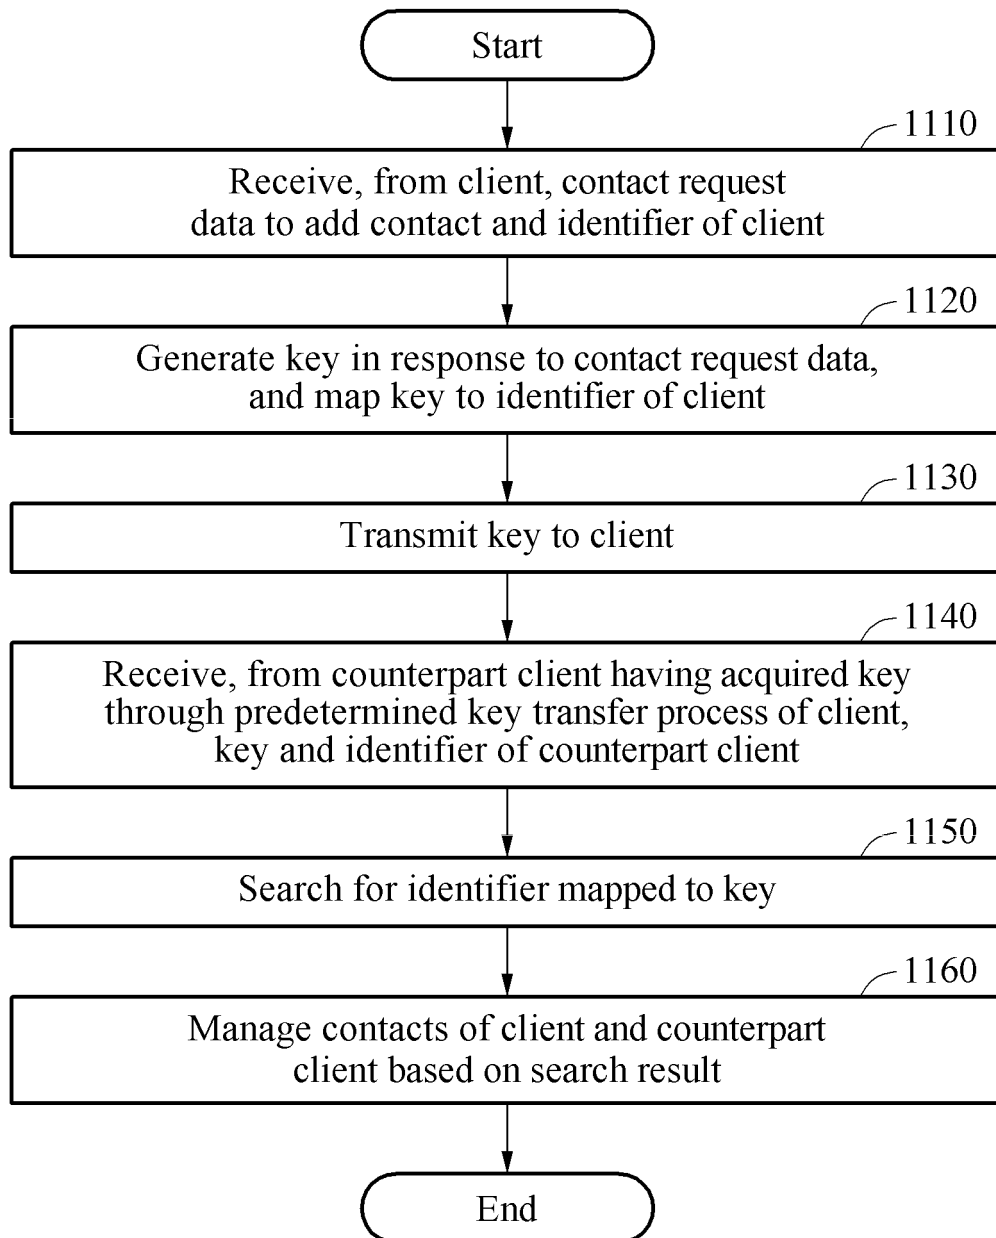 Start
1110
Receive, from client, contact request
data to add contact and identifier of client
1120
Generate key in response to contact request data,
and map key to identifier of client
1130
Transmit key to client
1140
Receive, from counterpart client having acquired key
through predetermined key transfer process of client,
key and identifier of counterpart client
1150
Search for identifier mapped to key
1160
Manage contacts of client and counterpart
client based on search result
End